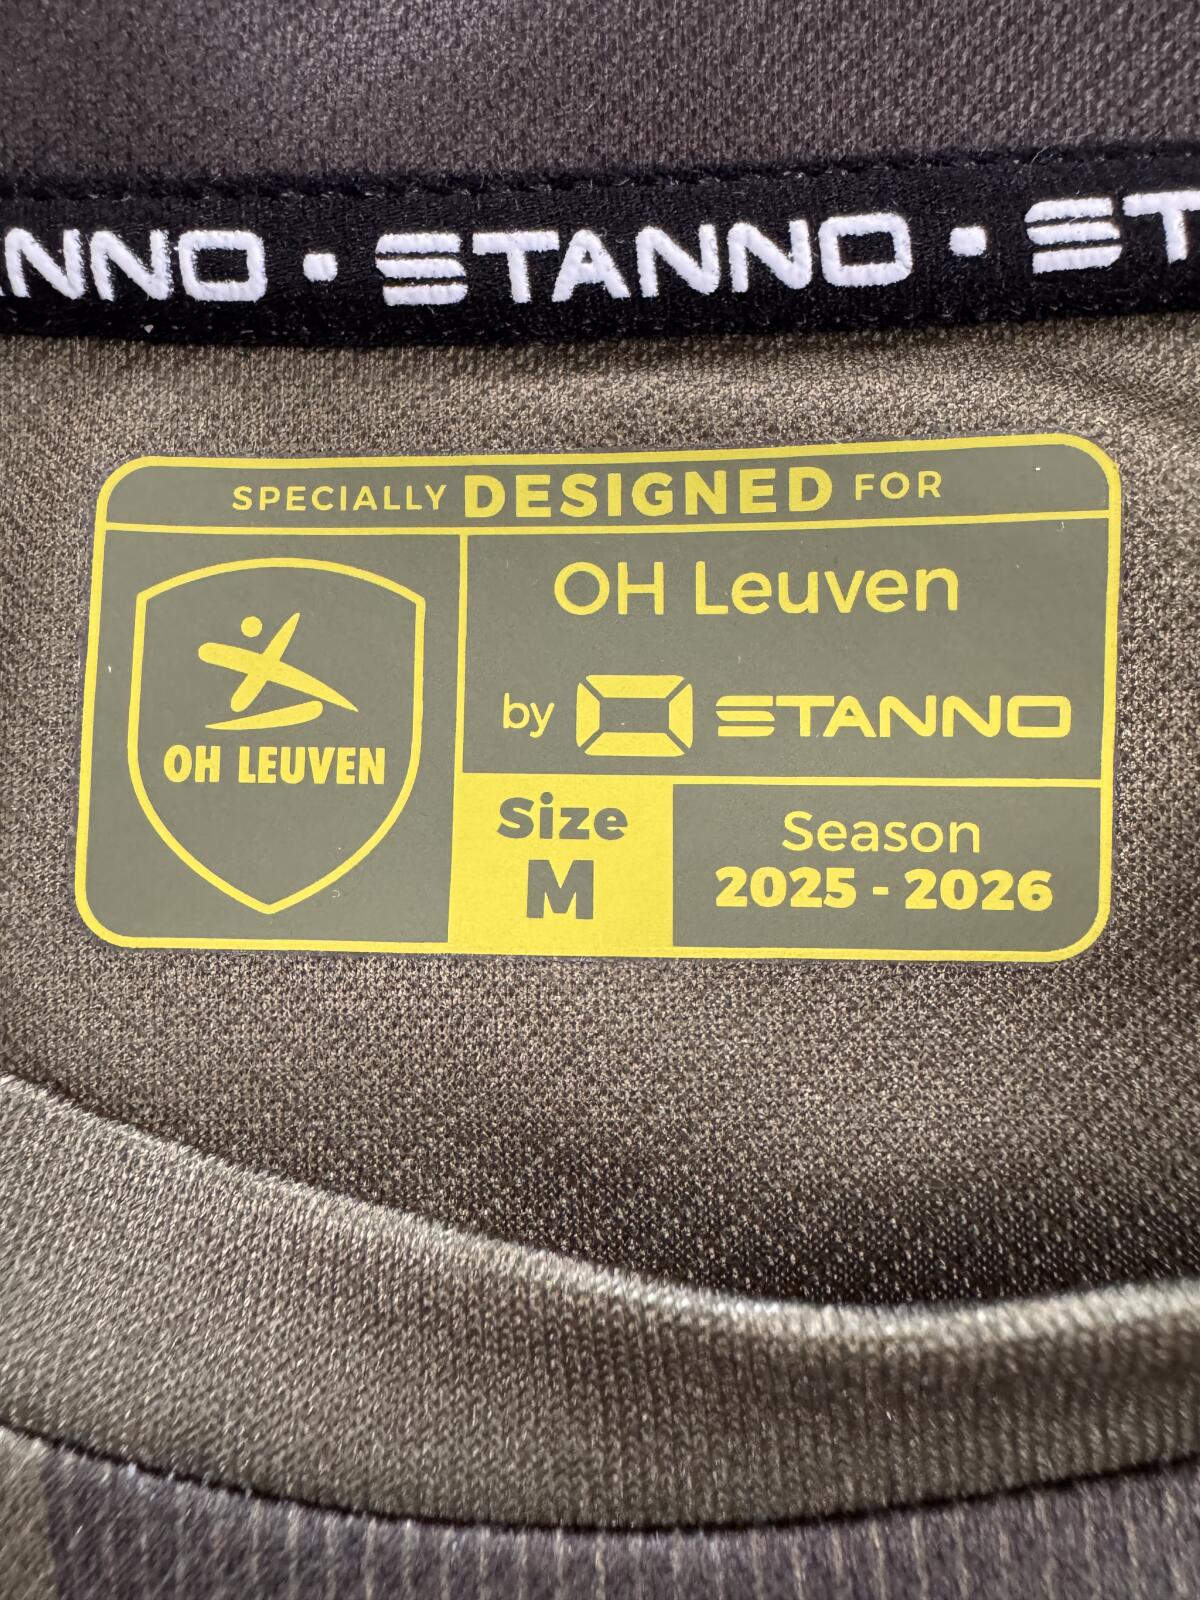 NNO • STANNO • ST
SPECIALLY DESIGNED FOR
OH LEUVEN
OH Leuven
by STANNO
Size
M
Season
2025 - 2026